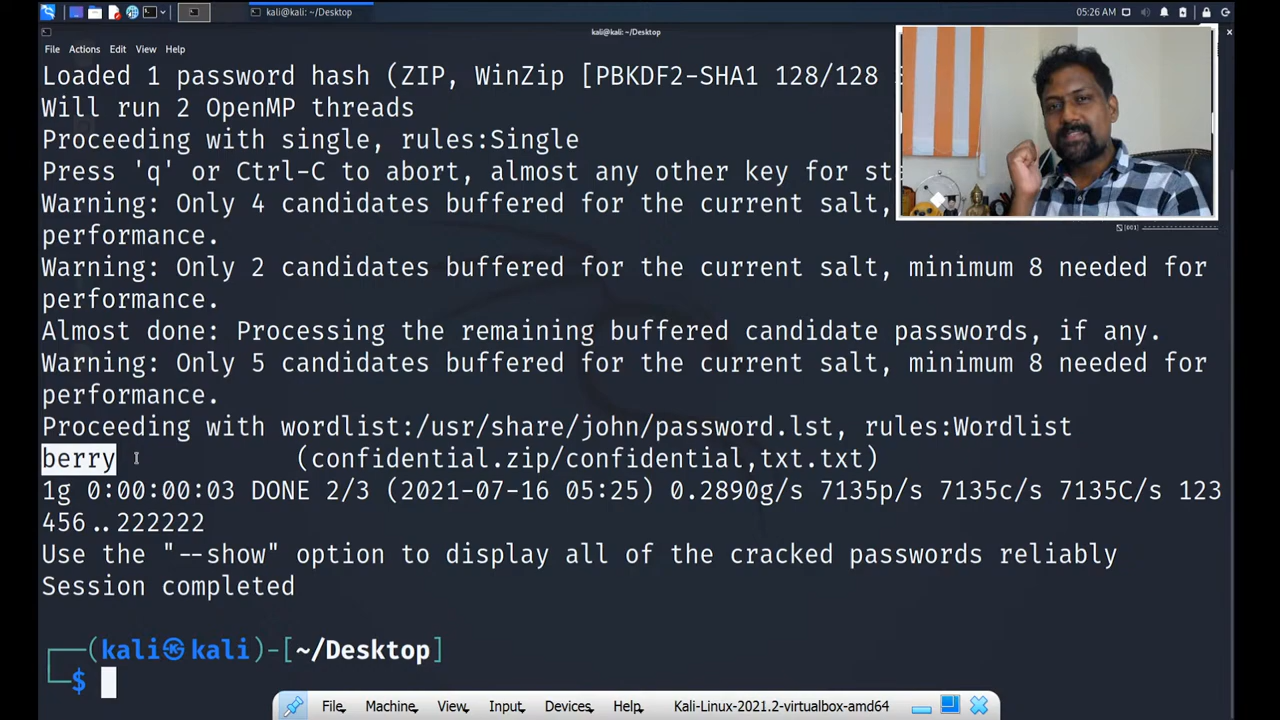 kali@kali: ~/Desktop
05:26 AM
kali@kali: ~/Desktop
File Actions Edit View Help
Loaded 1 password hash (ZIP, WinZip [PBKDF2-SHA1 128/128
Will run 2 OpenMP threads
Proceeding with single, rules:Single
Press 'q' or Ctrl-C to abort, almost any other key for st
Warning: Only 4 candidates buffered for the current salt,
performance.
Warning: Only 2 candidates buffered for the current salt, minimum 8 needed for
performance.
Almost done: Processing the remaining buffered candidate passwords, if any.
Warning: Only 5 candidates buffered for the current salt, minimum 8 needed for
performance.
Proceeding with wordlist:/usr/share/john/password.lst, rules:Wordlist
berry (confidential.zip/confidential,txt.txt)
1g 0:00:00:03 DONE 2/3 (2021-07-16 05:25) 0.2890g/s 7135p/s 7135c/s 7135C/s 123
456..222222
Use the "--show" option to display all of the cracked passwords reliably
Session completed
(kali㉿kali)-[~/Desktop]
$
File Machine View Input Devices Help Kali-Linux-2021.2-virtualbox-amd64